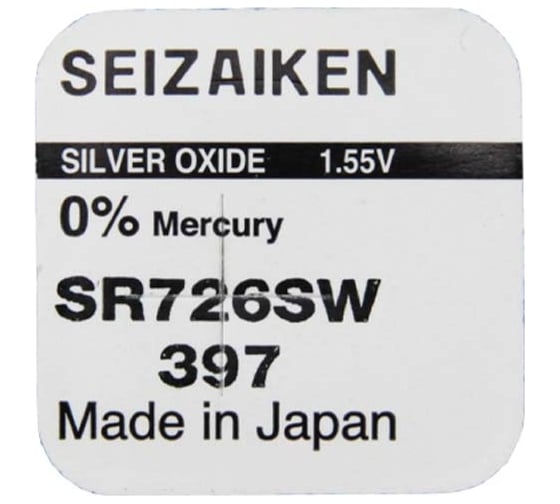 SEIZAIKEN
SILVER OXIDE 1.55V
0% Mercury
SR726SW
397
Made in Japan